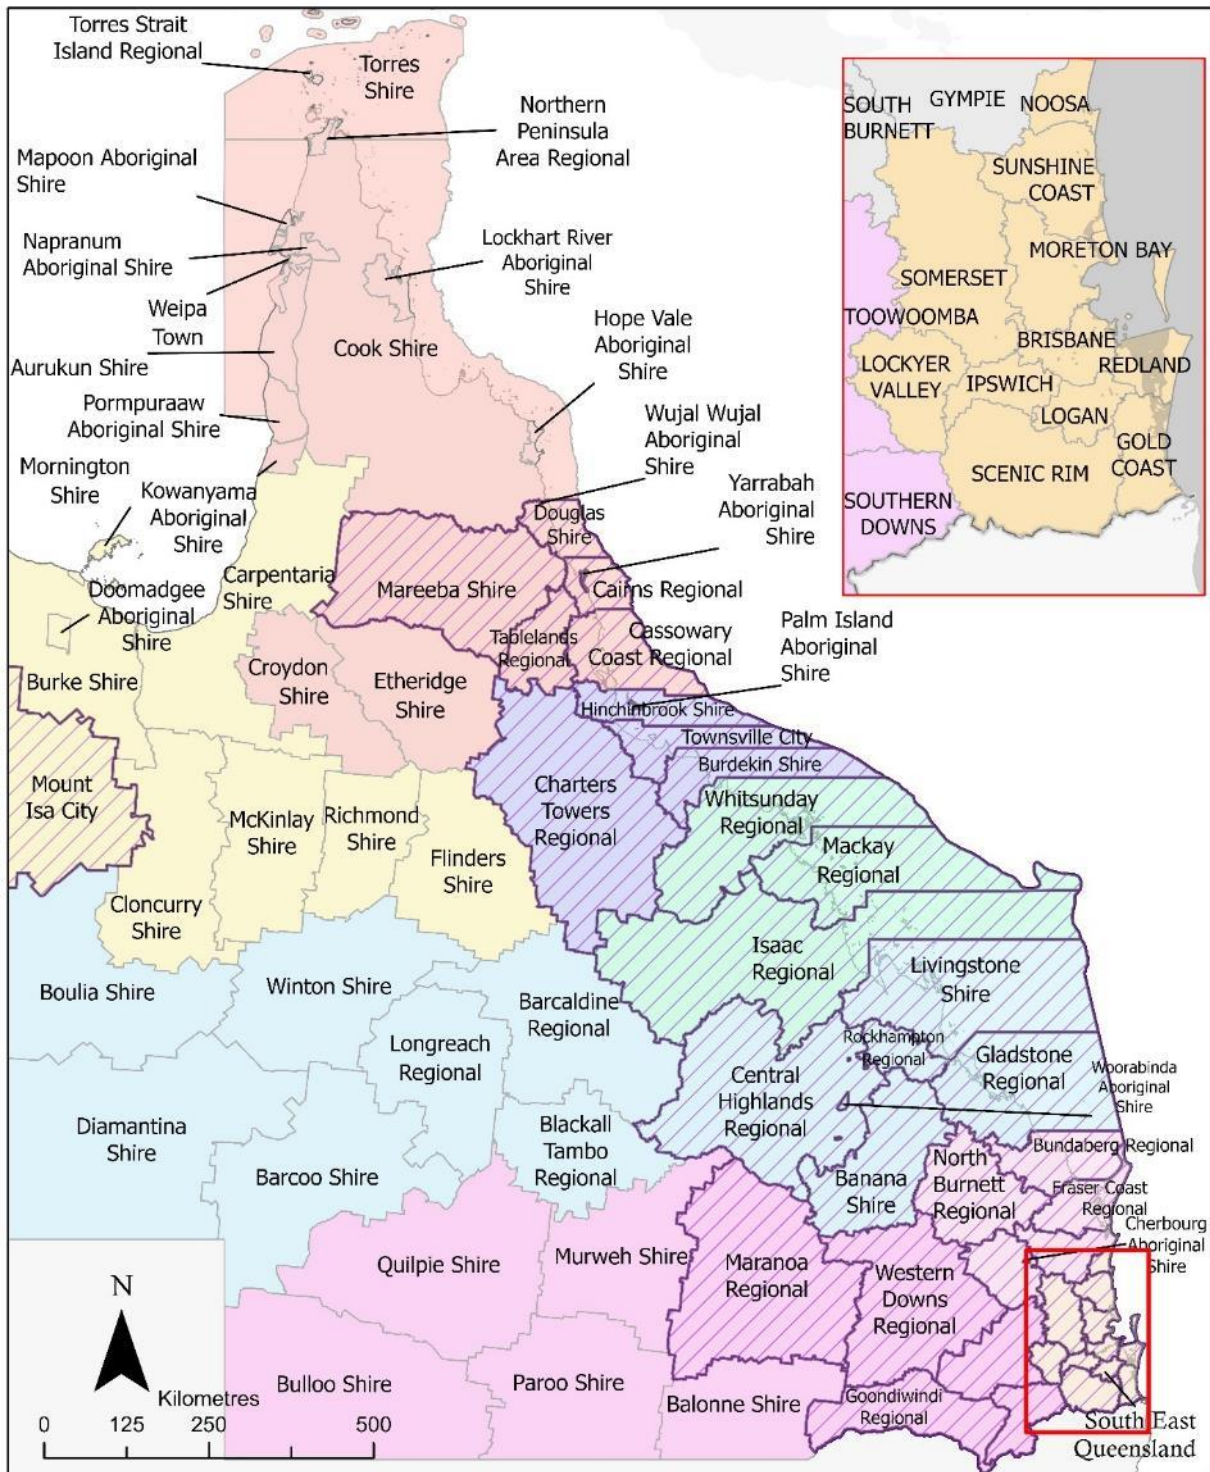 Torres Strait
Island Regional
Torres
Shire
Northern
Peninsula
Area Regional
Mapoon Aboriginal
Shire
Napranum
Aboriginal Shire
Lockhart River
Aboriginal
Shire
Weipa
Town
Cook Shire
Hope Vale
Aboriginal
Shire
Aurukun Shire
Pormpuraaw
Aboriginal Shire
Wujal Wujal
Aboriginal
Shire
Mornington
Shire
Kowanyama
Aboriginal
Shire
Yarrabah
Aboriginal
Shire
Douglas
Shire
Doomadgee
Aboriginal
Shire
Carpentaria
Shire
Mareeba Shire
Cairns Regional
Palm Island
Aboriginal
Shire
Tablelands
Regional
Cassowary
Coast Regional
Burke Shire
Croydon
Shire
Etheridge
Shire
Hinchinbrook Shire
Townsville City
Burdekin Shire
Mount
Isa City
Charters
Towers
Regional
Whitsunday
Regional
McKinlay
Shire
Richmond
Shire
Flinders
Shire
Mackay
Regional
Cloncurry
Shire
Isaac
Regional
Livingstone
Shire
Boulia Shire
Winton Shire
Barcaldine
Regional
Longreach
Regional
Rockhampton
Regional
Gladstone
Regional
Woorabinda
Aboriginal
Shire
Central
Highlands
Regional
Diamantina
Shire
Barcoo Shire
Blackall
Tambo
Regional
Banana
Shire
North
Burnett
Regional
Bundaberg Regional
Fraser Coast
Regional
Cherbourg
Aboriginal
Shire
Quilpie Shire
Murweh Shire
Maranoa
Regional
Western
Downs
Regional
Bulloo Shire
Paroo Shire
Balonne Shire
Goondiwindi
Regional
South East
Queensland
N
Kilometres
0 125 250 500
SOUTH
BURNETT
GYMPIE
NOOSA
SUNSHINE
COAST
MORETON BAY
SOMERSET
TOOWOOMBA
BRISBANE
REDLAND
LOCKYER
VALLEY
IPSWICH
LOGAN
GOLD
COAST
SCENIC RIM
SOUTHERN
DOWNS